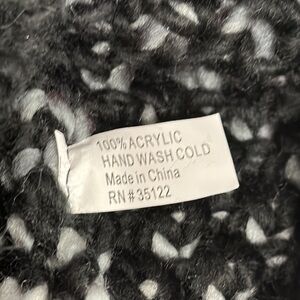 100% ACRYLIC
HAND WASH COLD
Made in China
RN # 35122